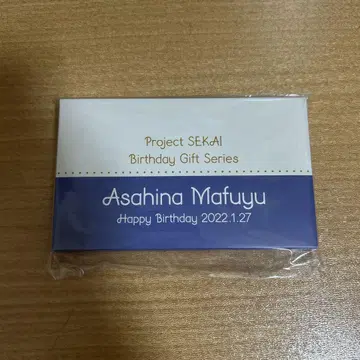 Project SEKAI
Birthday Gift Series
Asahina Mafuyu
Happy Birthday 2022.1.27